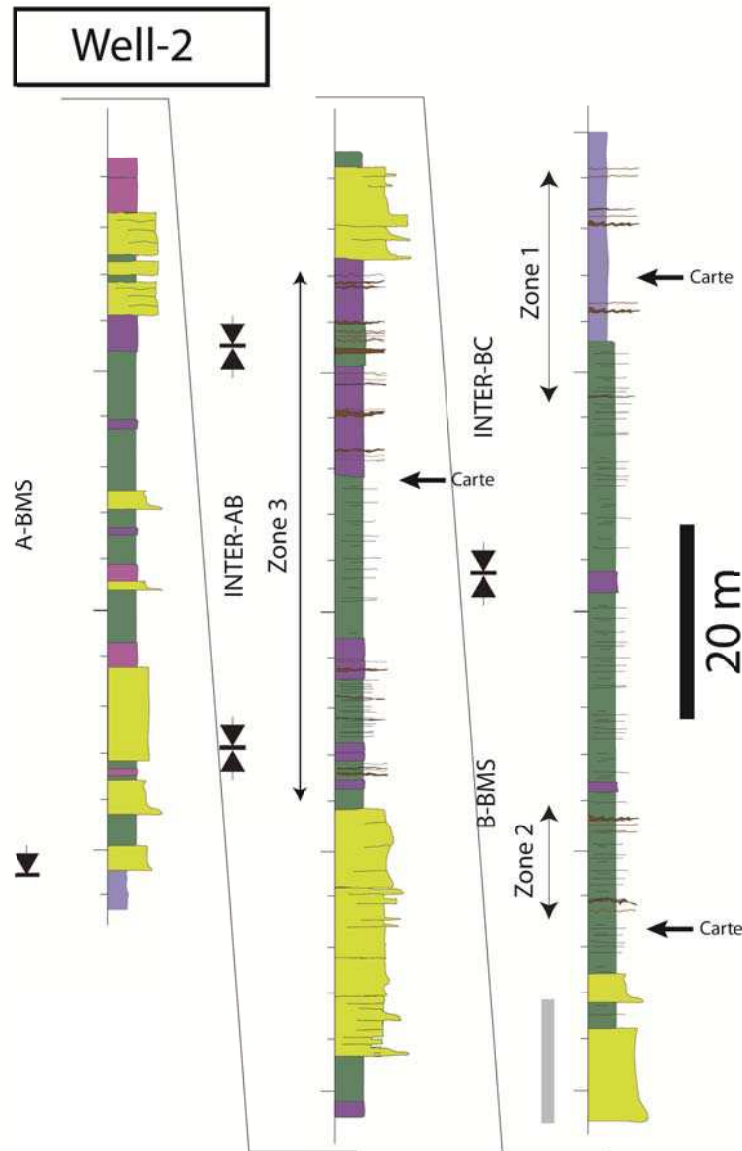 Well-2
A-BMS
INTER-AB
Zone 3
Carte
INTER-BC
B-BMS
Zone 1
Carte
Zone 2
Carte
20 m